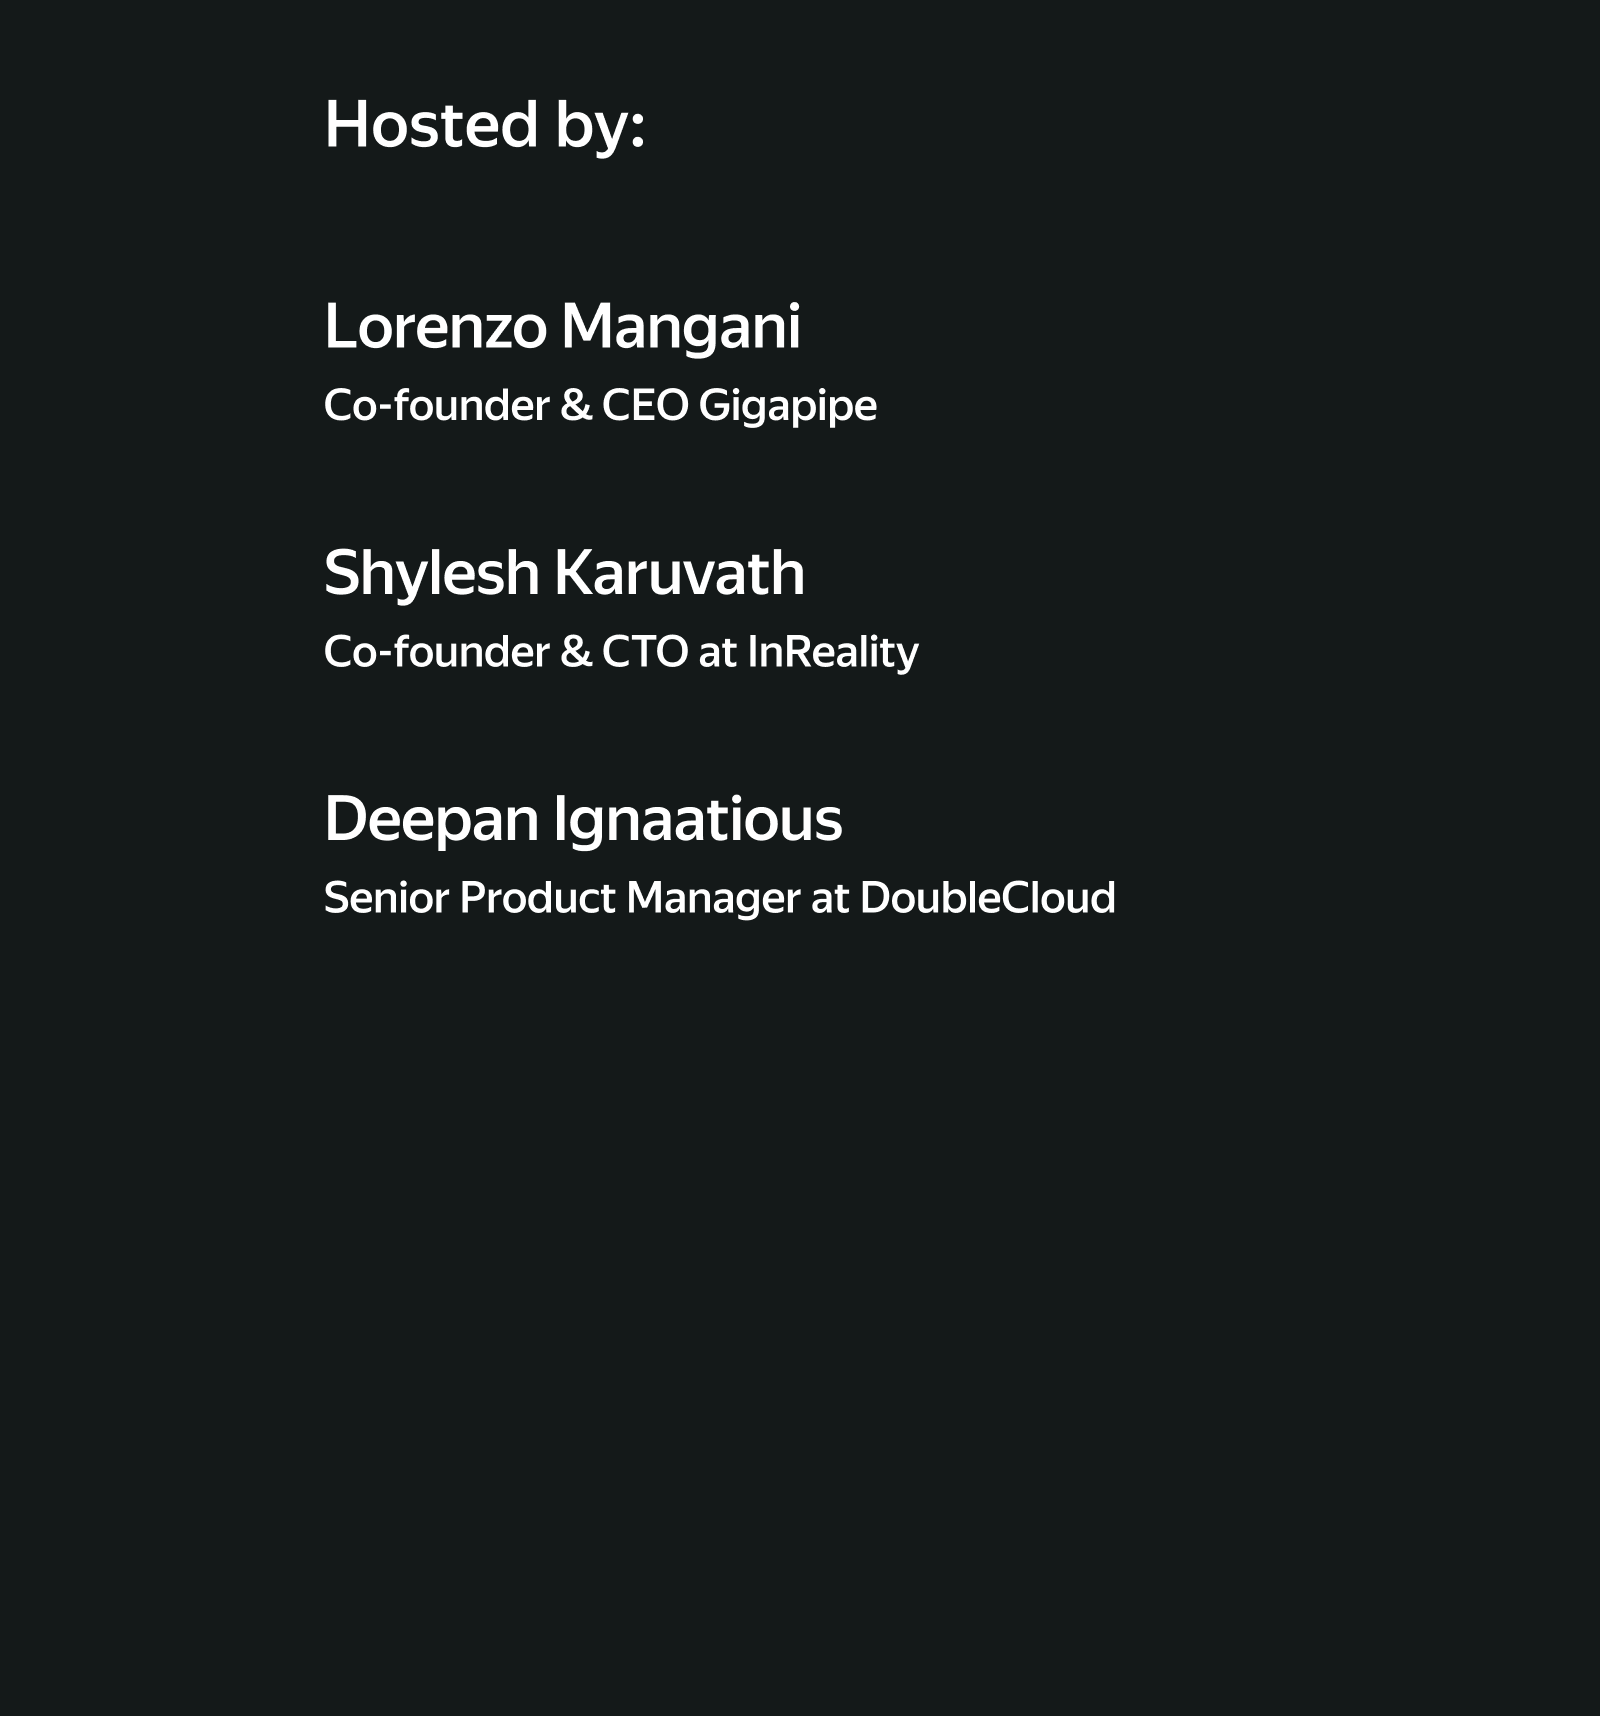 Hosted by:
Lorenzo Mangani
Co-founder & CEO Gigapipe
Shylesh Karuvath
Co-founder & CTO at InReality
Deepan Ignaatious
Senior Product Manager at DoubleCloud